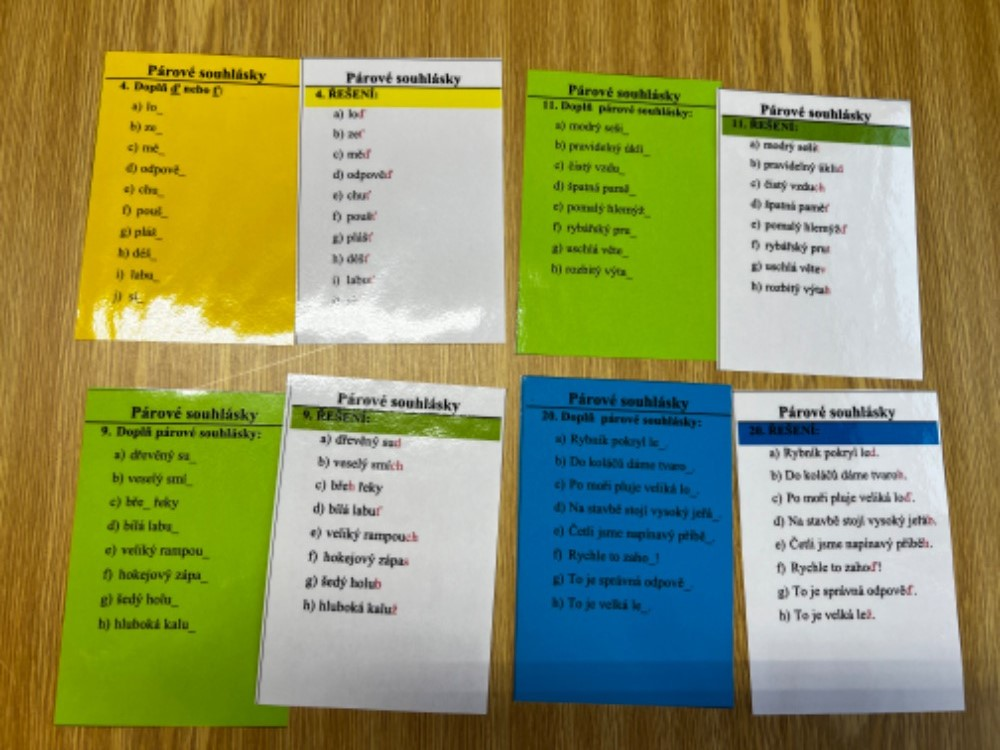 Párové souhlásky
4. Doplň ď nebo ť:
a) lo_
b) ze_
c) mě_
d) odpově_
e) chu_
f) pouš_
g) pláš_
h) déš_
i) labu_
j) sí_
Párové souhlásky
4. ŘEŠENÍ:
a) loď
b) zeť
c) měď
d) odpověď
e) chuť
f) poušť
g) plášť
h) déšť
i) labuť
Párové souhlásky
11. Doplň párové souhlásky:
a) modrý seši_
b) pravidelný úkli_
c) čistý vzdu_
d) špatná pamě_
e) pomalý hlemýž_
f) rybářský pru_
g) uschlá věte_
h) rozbitý výta_
Párové souhlásky
11. ŘEŠENÍ:
a) modrý sešit
b) pravidelný úklid
c) čistý vzduch
d) špatná paměť
e) pomalý hlemýžď
f) rybářský prut
g) uschlá větev
h) rozbitý výtah
Párové souhlásky
9. Doplň párové souhlásky:
a) dřevěný su_
b) veselý smí_
c) bře_ řeky
d) bílá labu_
e) veliký rampou_
f) hokejový zápa_
g) šedý holu_
h) hluboká kalu_
Párové souhlásky
9. ŘEŠENÍ:
a) dřevěný sud
b) veselý smích
c) břeh řeky
d) bílá labuť
e) veliký rampouch
f) hokejový zápas
g) šedý holub
h) hluboká kaluž
Párové souhlásky
20. Doplň párové souhlásky:
a) Rybník pokryl le_.
b) Do koláčů dáme tvaro_.
c) Po moři pluje veliká lo_.
d) Na stavbě stojí vysoký jeřá_.
e) Četli jsme napínavý příbě_.
f) Rychle to zaho_!
g) To je správná odpově_.
h) To je velká le_.
Párové souhlásky
20. ŘEŠENÍ:
a) Rybník pokryl led.
b) Do koláčů dáme tvaroh.
c) Po moři pluje veliká loď.
d) Na stavbě stojí vysoký jeřáb.
e) Četli jsme napínavý příběh.
f) Rychle to zahoď!
g) To je správná odpověď.
h) To je velká lež.